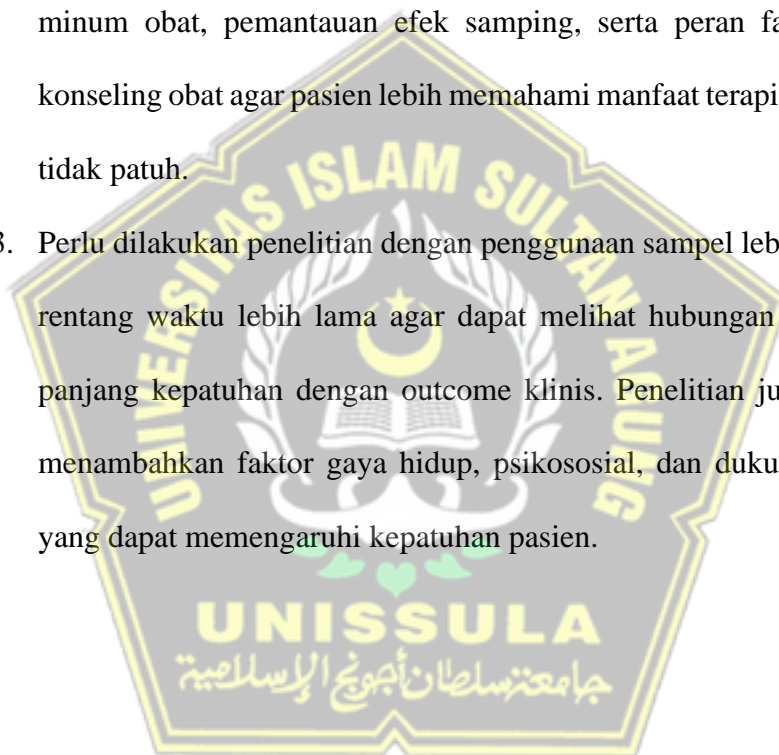 minum obat, pemantauan efek samping, serta peran fa
konseling obat agar pasien lebih memahami manfaat terapi
tidak patuh.
3. Perlu dilakukan penelitian dengan penggunaan sampel leb
rentang waktu lebih lama agar dapat melihat hubungan
panjang kepatuhan dengan outcome klinis. Penelitian ju
menambahkan faktor gaya hidup, psikososial, dan duku
yang dapat memengaruhi kepatuhan pasien.
UNIVERSITAS ISLAM SULTAN AGUNG
UNISSULA
جامعة سلطان أجونج الإسلامية